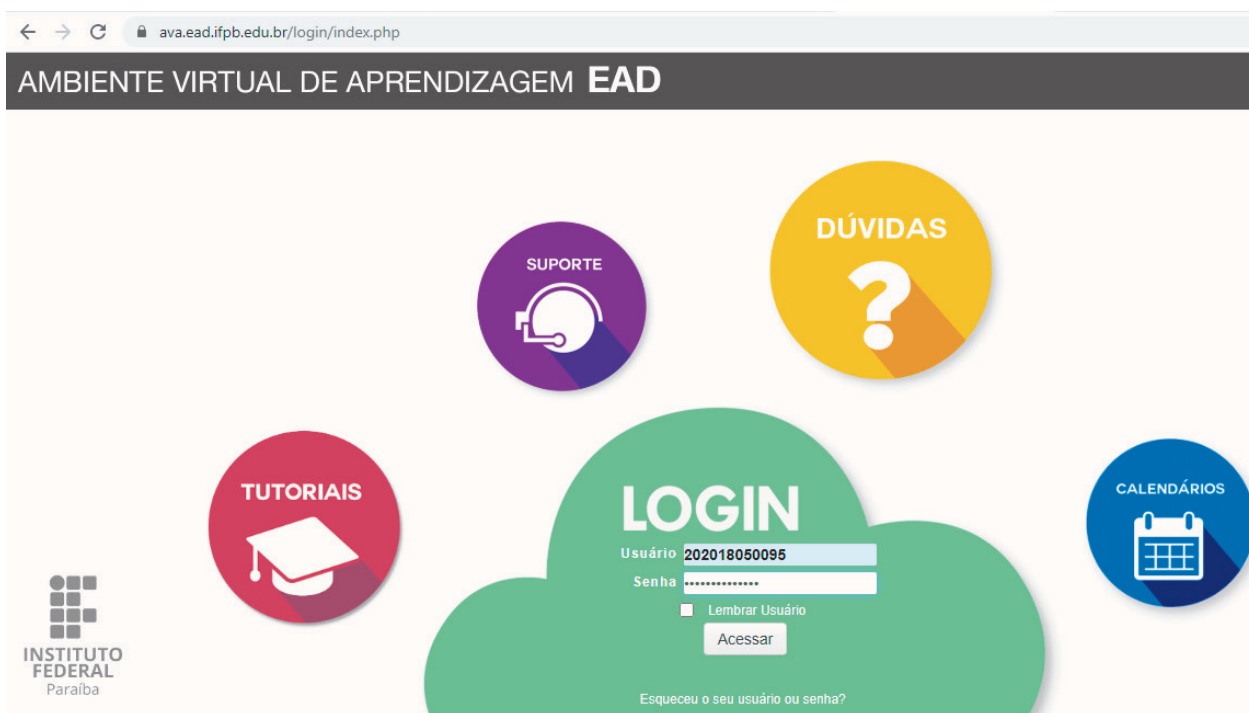 ava.ead.ifpb.edu.br/login/index.php
AMBIENTE VIRTUAL DE APRENDIZAGEM EAD
DÚVIDAS
?
SUPORTE
TUTORIAIS
CALENDÁRIOS
LOGIN
Usuário 202018050095
Senha ••••••••••••••
Lembrar Usuário
Acessar
Esqueceu o seu usuário ou senha?
INSTITUTO
FEDERAL
Paraíba